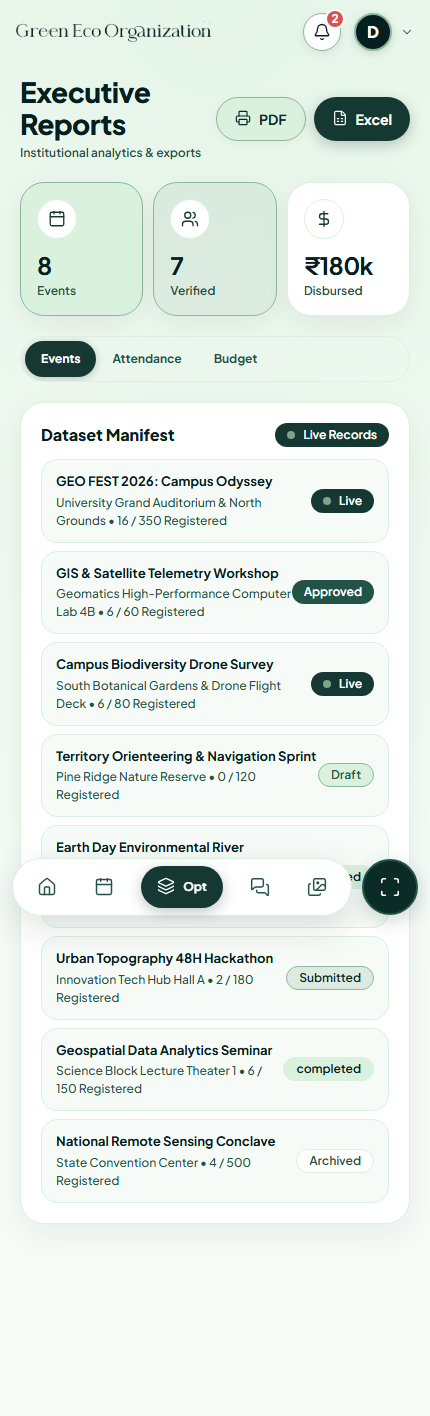 Green Eco Organization
2
D
Executive
Reports
Institutional analytics & exports
PDF
Excel
8
Events
7
Verified
₹180k
Disbursed
Events
Attendance
Budget
Dataset Manifest
Live Records
GEO FEST 2026: Campus Odyssey
University Grand Auditorium & North
Grounds • 16 / 350 Registered
Live
GIS & Satellite Telemetry Workshop
Geomatics High-Performance Computer
Lab 4B • 6 / 60 Registered
Approved
Campus Biodiversity Drone Survey
South Botanical Gardens & Drone Flight
Deck • 6 / 80 Registered
Live
Territory Orienteering & Navigation Sprint
Pine Ridge Nature Reserve • 0 / 120
Registered
Draft
Earth Day Environmental River
Opt
Urban Topography 48H Hackathon
Innovation Tech Hub Hall A • 2 / 180
Registered
Submitted
Geospatial Data Analytics Seminar
Science Block Lecture Theater 1 • 6 /
150 Registered
completed
National Remote Sensing Conclave
State Convention Center • 4 / 500
Registered
Archived